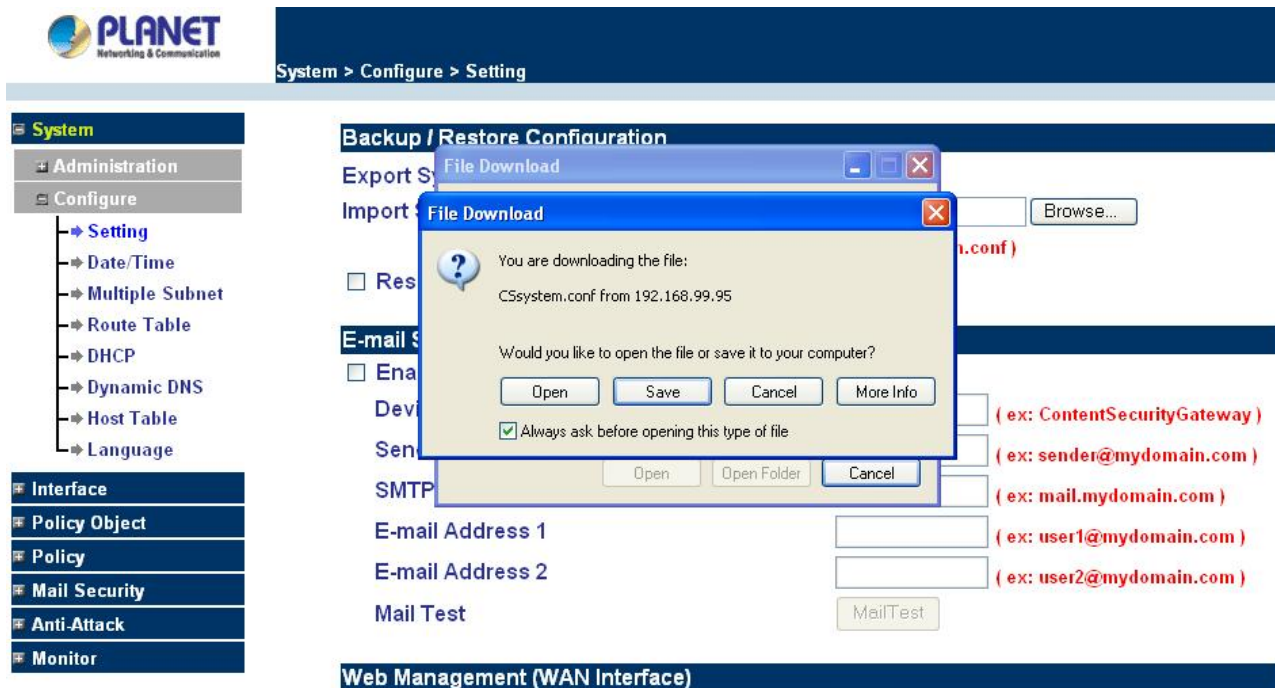 PLANET
Networking & Communication
System > Configure > Setting
System
Administration
Configure
Setting
Date/Time
Multiple Subnet
Route Table
DHCP
Dynamic DNS
Host Table
Language
Interface
Policy Object
Policy
Mail Security
Anti-Attack
Monitor
Backup / Restore Configuration
Export
Import
Browse...
File Download
File Download
You are downloading the file:
CSsystem.conf from 192.168.99.95
Would you like to open the file or save it to your computer?
Open Save Cancel More Info
Always ask before opening this type of file
Open Open Folder Cancel
E-mail
( ex: ContentSecurityGateway )
( ex: sender@mydomain.com )
SMTP
( ex: mail.mydomain.com )
E-mail Address 1
( ex: user1@mydomain.com )
E-mail Address 2
( ex: user2@mydomain.com )
Mail Test
MailTest
Web Management (WAN Interface)